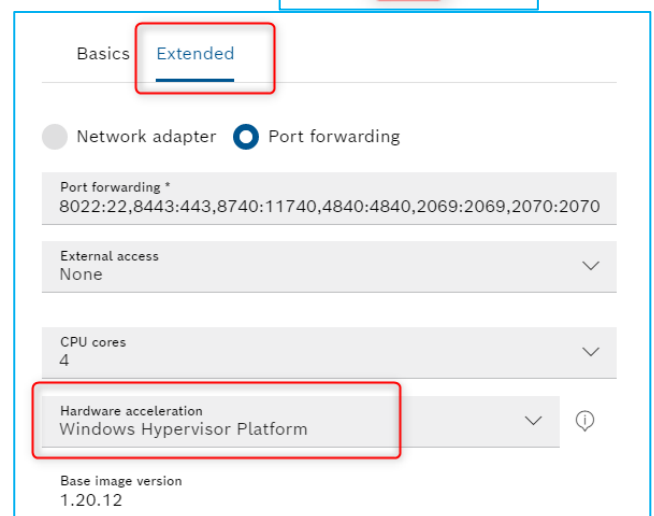 Basics Extended
Network adapter Port forwarding
Port forwarding *
8022:22,8443:443,8740:11740,4840:4840,2069:2069,2070:2070
External access
None
CPU cores
4
Hardware acceleration
Windows Hypervisor Platform
Base image version
1.20.12